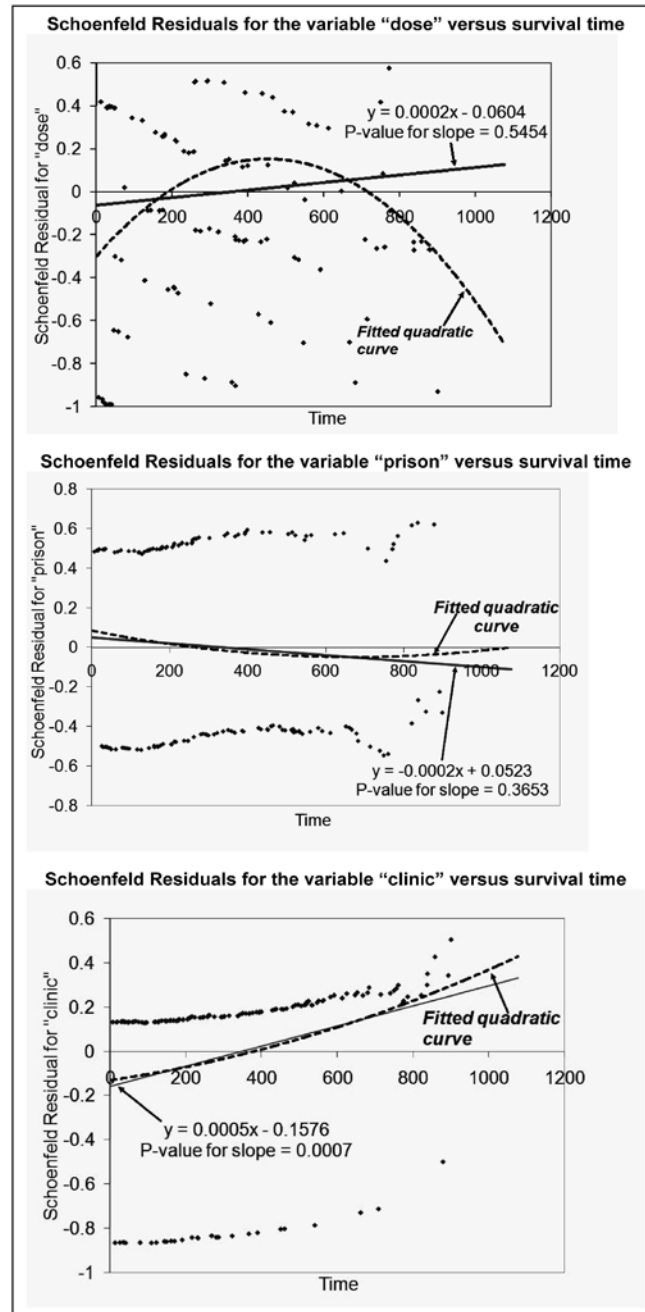 Schoenfeld Residuals for the variable “dose” versus survival time
0.6
0.4
0.2
0
-0.2
-0.4
-0.6
-0.8
-1
Schoenfeld Residual for "dose"
y = 0.0002x - 0.0604
P-value for slope = 0.5454
0 200 400 600 800 1000 1200
Fitted quadratic
curve
Time
Schoenfeld Residuals for the variable “prison” versus survival time
0.8
0.6
0.4
0.2
0
-0.2
-0.4
-0.6
-0.8
Schoenfeld Residual for "prison"
Fitted quadratic
curve
0 200 400 600 800 1000 1200
y = -0.0002x + 0.0523
P-value for slope = 0.3653
Time
Schoenfeld Residuals for the variable “clinic” versus survival time
0.6
0.4
0.2
0
-0.2
-0.4
-0.6
-0.8
-1
Schoenfeld Residual for "clinic"
Fitted quadratic
curve
0 200 400 600 800 1000 1200
y = 0.0005x - 0.1576
P-value for slope = 0.0007
Time